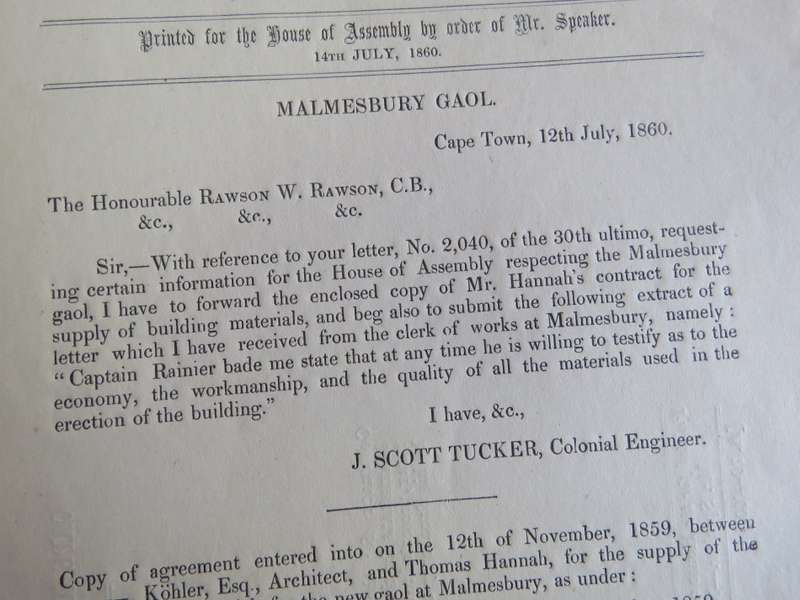 Printed for the House of Assembly by order of Mr. Speaker.
14TH JULY, 1860.
MALMESBURY GAOL.
Cape Town, 12th July, 1860.
The Honourable RAWSON W. RAWSON, C.B.,
&c., &c., &c.
Sir,—With reference to your letter, No. 2,040, of the 30th ultimo, request-
ing certain information for the House of Assembly respecting the Malmesbury
gaol, I have to forward the enclosed copy of Mr. Hannah's contract for the
supply of building materials, and beg also to submit the following extract of a
letter which I have received from the clerk of works at Malmesbury, namely :
“ Captain Rainier bade me state that at any time he is willing to testify as to the
economy, the workmanship, and the quality of all the materials used in the
erection of the building.”
I have, &c.,
J. SCOTT TUCKER, Colonial Engineer.
Copy of agreement entered into on the 12th of November, 1859, between
Köhler, Esq., Architect, and Thomas Hannah, for the supply of the
for the new gaol at Malmesbury, as under :
1859